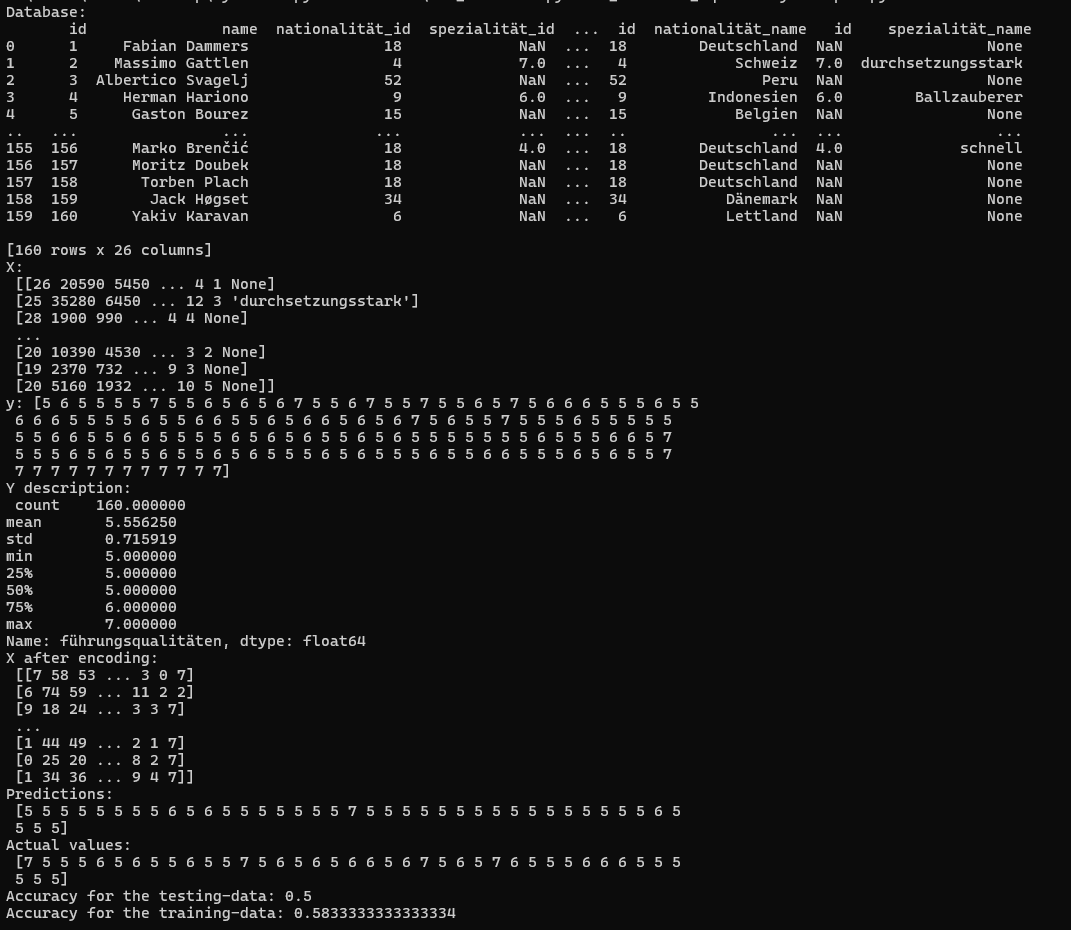 Database:
      id               name  nationalität_id  spezialität_id  ...  id  nationalität_name   id    spezialität_name
0      1     Fabian Dammers               18             NaN  ...  18        Deutschland  NaN                None
1      2   Massimo Gattlen                4             7.0  ...   4            Schweiz  7.0  durchsetzungsstark
2      3  Albertico Svagelj               52             NaN  ...  52               Peru  NaN                None
3      4     Herman Hariono                9             6.0  ...   9         Indonesien  6.0        Ballzauberer
4      5      Gaston Bourez               15             NaN  ...  15            Belgien  NaN                None
..   ...                ...              ...             ...  ...  ..                ...  ...                 ...
155  156      Marko Brenčić               18             4.0  ...  18        Deutschland  4.0             schnell
156  157      Moritz Doubek               18             NaN  ...  18        Deutschland  NaN                None
157  158       Torben Plach               18             NaN  ...  18        Deutschland  NaN                None
158  159        Jack Høgset               34             NaN  ...  34           Dänemark  NaN                None
159  160      Yakiv Karavan                6             NaN  ...   6           Lettland  NaN                None
[160 rows x 26 columns]
X:
[[26 20590 5450 ... 4 1 None]
[25 35280 6450 ... 12 3 'durchsetzungsstark']
[28 1900 990 ... 4 4 None]
...
[20 10390 4530 ... 3 2 None]
[19 2370 732 ... 9 3 None]
[20 5160 1932 ... 10 5 None]]
y: [5 6 5 5 5 5 7 5 5 6 5 6 5 6 7 5 5 6 7 5 5 7 5 5 6 5 7 5 6 6 6 5 5 5 6 5 5
6 6 6 5 5 5 5 6 5 5 6 6 5 5 6 5 6 6 5 6 5 6 7 5 6 5 5 7 5 5 5 6 5 5 5 5 5
5 5 6 6 5 5 6 6 5 5 5 5 6 5 6 5 5 6 5 6 5 5 5 5 5 5 5 5 6 5 5 5 5 6 6 5 7
5 5 5 6 5 6 5 5 6 5 5 6 5 6 5 5 5 6 5 6 5 5 5 6 5 5 6 6 5 5 5 6 5 6 5 5 7
7 7 7 7 7 7 7 7 7 7 7 7]
Y description:
count    160.000000
mean       5.556250
std        0.715919
min        5.000000
25%        5.000000
50%        5.000000
75%        6.000000
max        7.000000
Name: führungsqualitäten, dtype: float64
X after encoding:
[[7 58 53 ... 3 0 7]
[6 74 59 ... 11 2 2]
[9 18 24 ... 3 3 7]
...
[1 44 49 ... 2 1 7]
[0 25 20 ... 8 2 7]
[1 34 36 ... 9 4 7]]
Predictions:
[5 5 5 5 5 5 5 5 6 5 6 5 5 5 5 5 5 5 7 5 5 5 5 5 5 5 5 5 5 5 5 5 5 5 5 6 5
5 5 5]
Actual values:
[7 5 5 5 6 5 6 5 5 6 5 5 7 5 6 5 6 5 6 6 5 6 7 5 6 5 7 6 5 5 5 6 6 6 5 5 5
5 5 5]
Accuracy for the testing-data: 0.5
Accuracy for the training-data: 0.5833333333333334